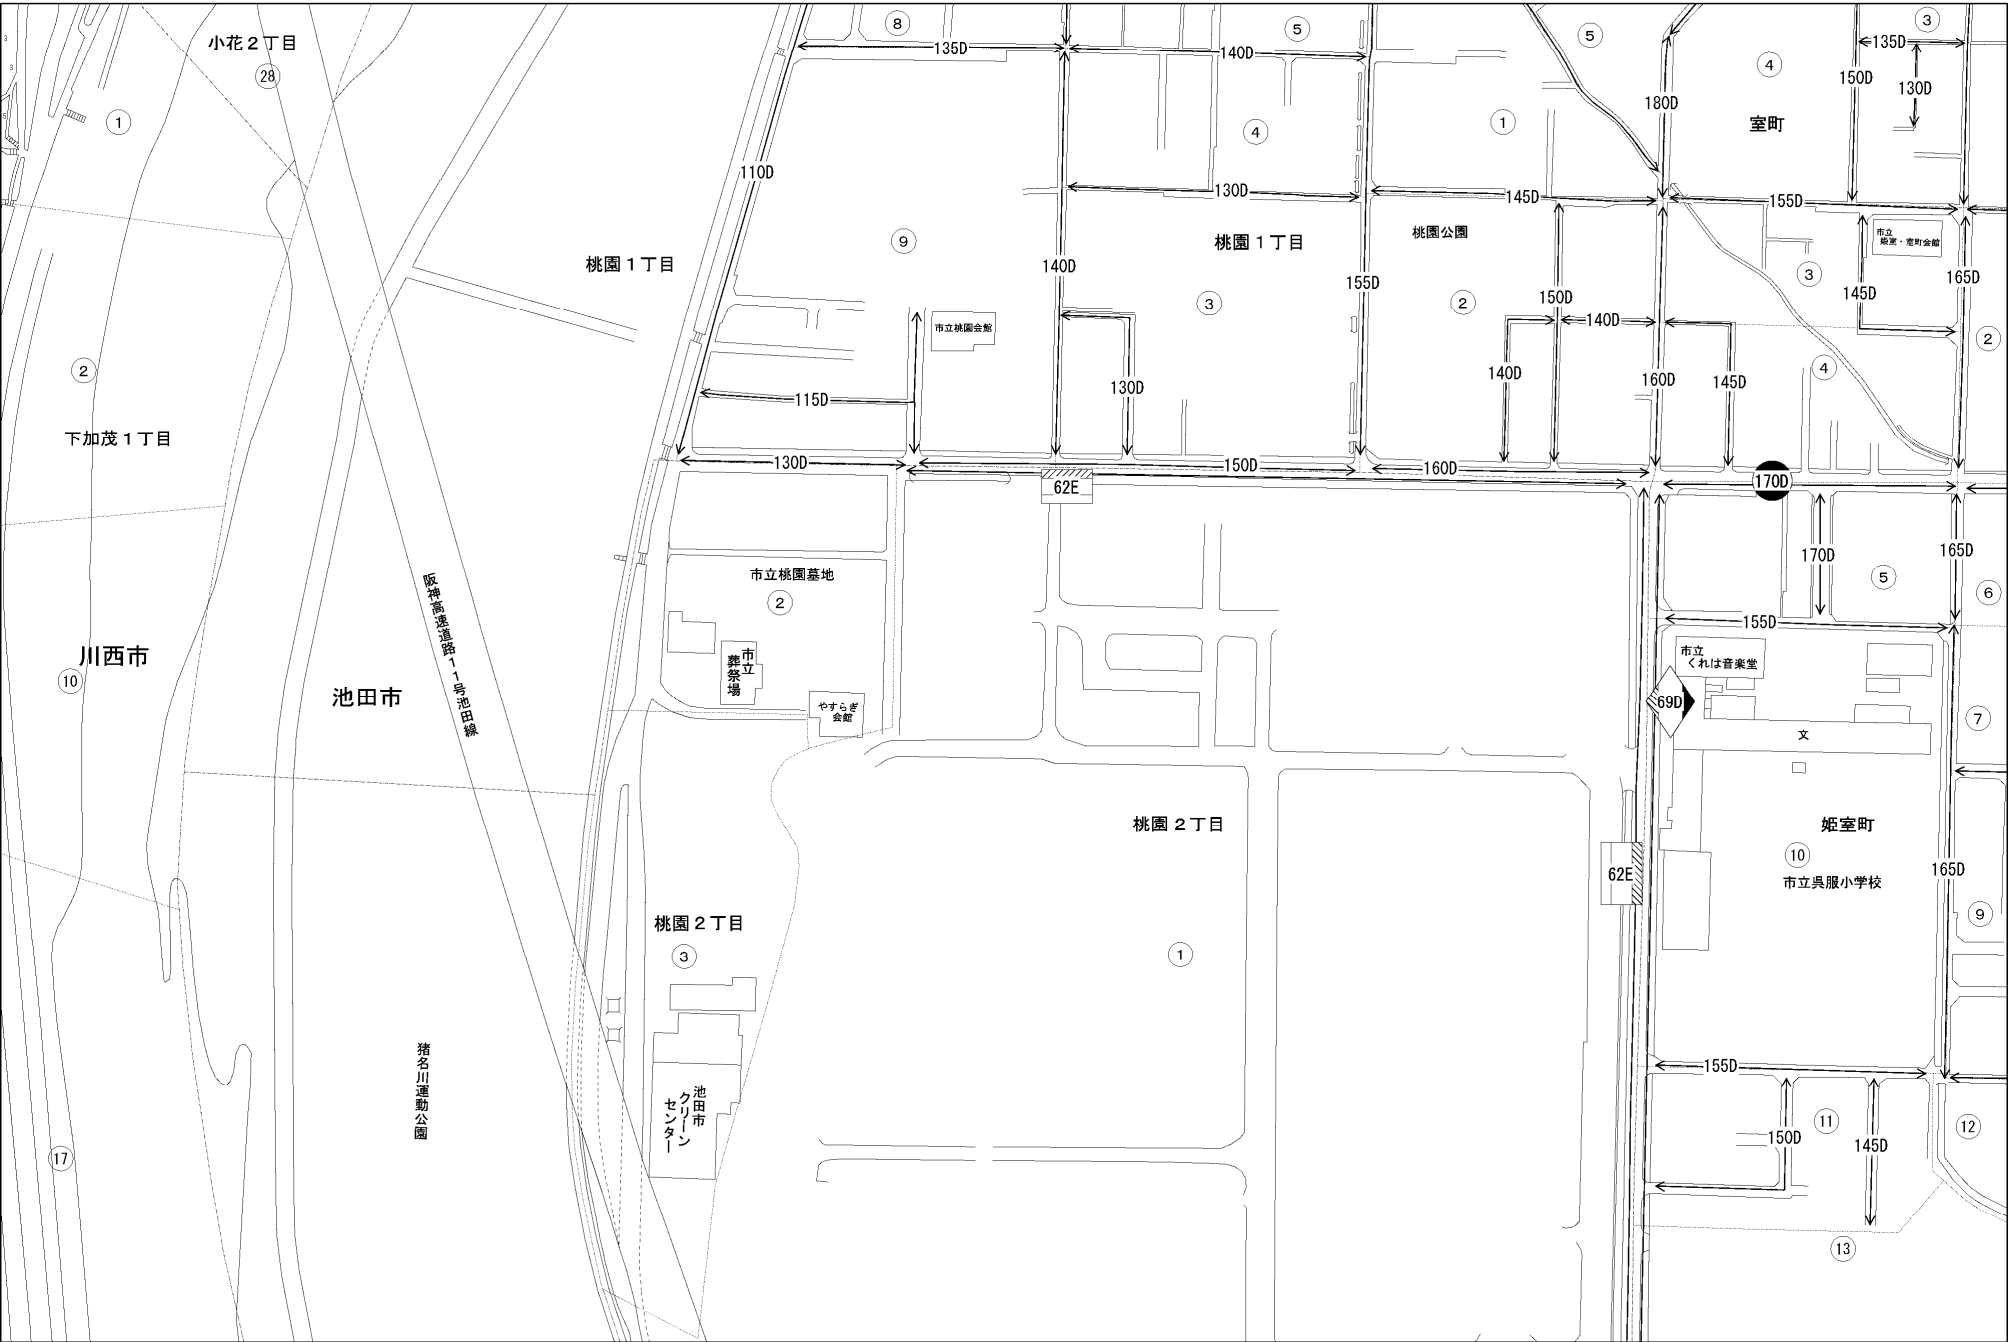 小花２丁目
28
8
5
5
3
135D
140D
135D
4
180D
150D
130D
1
4
1
室町
110D
130D
145D
155D
9
桃園１丁目
桃園公園
市立
姫室・室町会館
桃園１丁目
140D
155D
3
165D
3
2
150D
145D
140D
市立桃園会館
2
2
4
115D
130D
140D
160D
145D
下加茂１丁目
130D
150D
160D
170D
62E
170D
165D
市立桃園墓地
2
5
6
阪神高速道路１１号池田線
155D
川西市
10
池田市
市立
葬祭場
やすらぎ
会館
市立
くれは音楽堂
69D
7
文
桃園２丁目
姫室町
10
62E
165D
市立呉服小学校
桃園２丁目
3
1
9
猪名川運動公園
池田市
クリーン
センター
155D
11
12
150D
145D
17
13